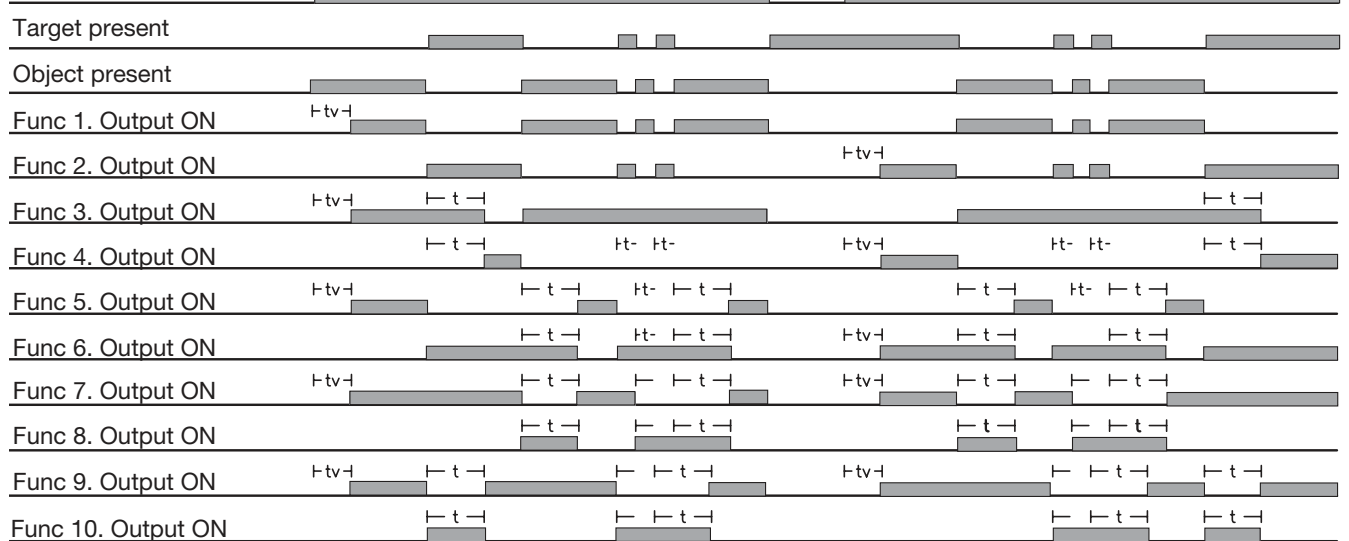 Target present
Object present
Func 1. Output ON tv
Func 2. Output ON tv
Func 3. Output ON tv t t
Func 4. Output ON t t- t- tv t- t- t
Func 5. Output ON tv t t- t t t- t
Func 6. Output ON t t- t tv t t
Func 7. Output ON tv t t tv t t
Func 8. Output ON t t t t
Func 9. Output ON tv t t tv t t
Func 10. Output ON t t t t